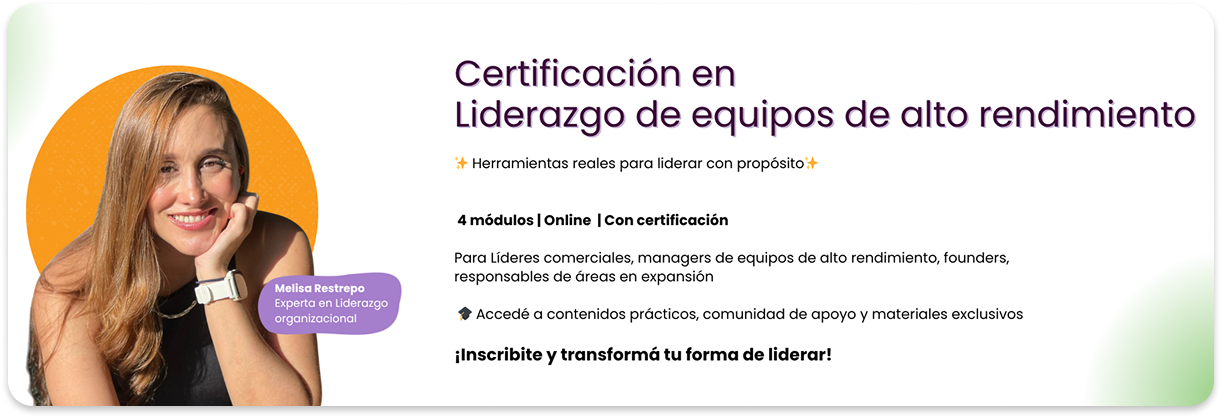 Certificación en
Liderazgo de equipos de alto rendimiento
✨Herramientas reales para liderar con propósito✨
4 módulos | Online | Con certificación
Para Líderes comerciales, managers de equipos de alto rendimiento, founders,
responsables de áreas en expansión
🎓 Accedé a contenidos prácticos, comunidad de apoyo y materiales exclusivos
¡Inscribite y transformá tu forma de liderar!
Melisa Restrepo
Experta en Liderazgo
organizacional